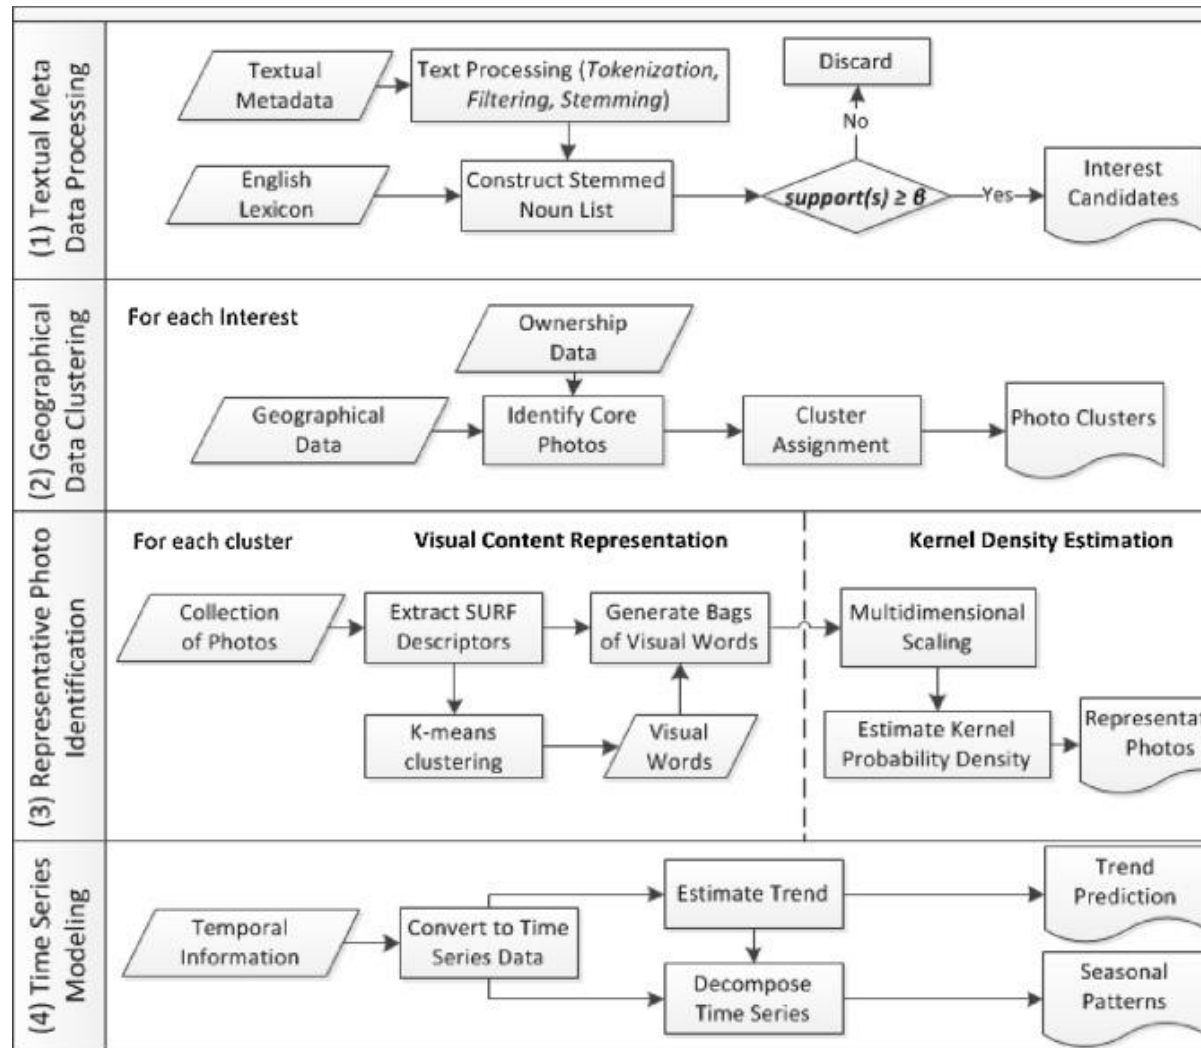 (1) Textual Meta
Data Processing
Textual
Metadata
Text Processing (Tokenization,
Filtering, Stemming)
Discard
No
English
Lexicon
Construct Stemmed
Noun List
support(s) ≥ ϐ
Yes
Interest
Candidates
(2) Geographical
Data Clustering
For each Interest
Ownership
Data
Geographical
Data
Identify Core
Photos
Cluster
Assignment
Photo Clusters
(3) Representative Photo
Identification
For each cluster
Visual Content Representation
Kernel Density Estimation
Collection
of Photos
Extract SURF
Descriptors
Generate Bags
of Visual Words
Multidimensional
Scaling
K-means
clustering
Visual
Words
Estimate Kernel
Probability Density
Photos
(4) Time Series
Modeling
Temporal
Information
Convert to Time
Series Data
Estimate Trend
Trend
Prediction
Decompose
Time Series
Seasonal
Patterns